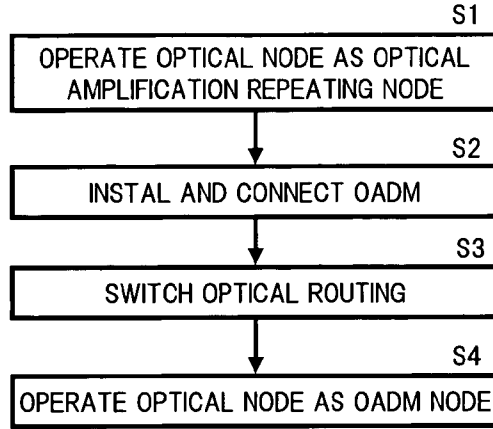 S1
OPERATE OPTICAL NODE AS OPTICAL
AMPLIFICATION REPEATING NODE
S2
INSTAL AND CONNECT OADM
S3
SWITCH OPTICAL ROUTING
S4
OPERATE OPTICAL NODE AS OADM NODE